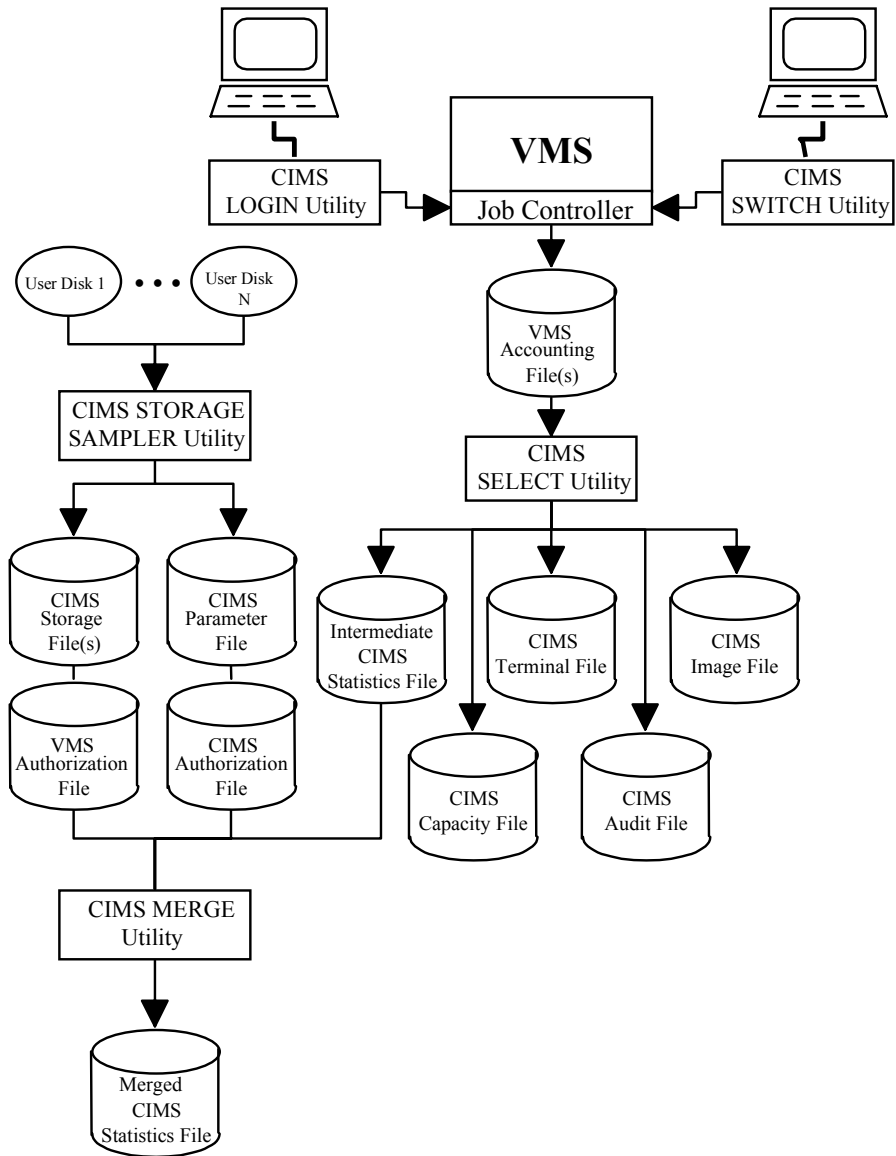 VMS
Job Controller
CIMS
LOGIN Utility
CIMS
SWITCH Utility
User Disk 1
User Disk
N
VMS
Accounting
File(s)
CIMS STORAGE
SAMPLER Utility
CIMS
SELECT Utility
CIMS
Storage
File(s)
CIMS
Parameter
File
Intermediate
CIMS
Statistics File
CIMS
Terminal File
CIMS
Image File
VMS
Authorization
File
CIMS
Authorization
File
CIMS
Capacity File
CIMS
Audit File
CIMS MERGE
Utility
Merged
CIMS
Statistics File